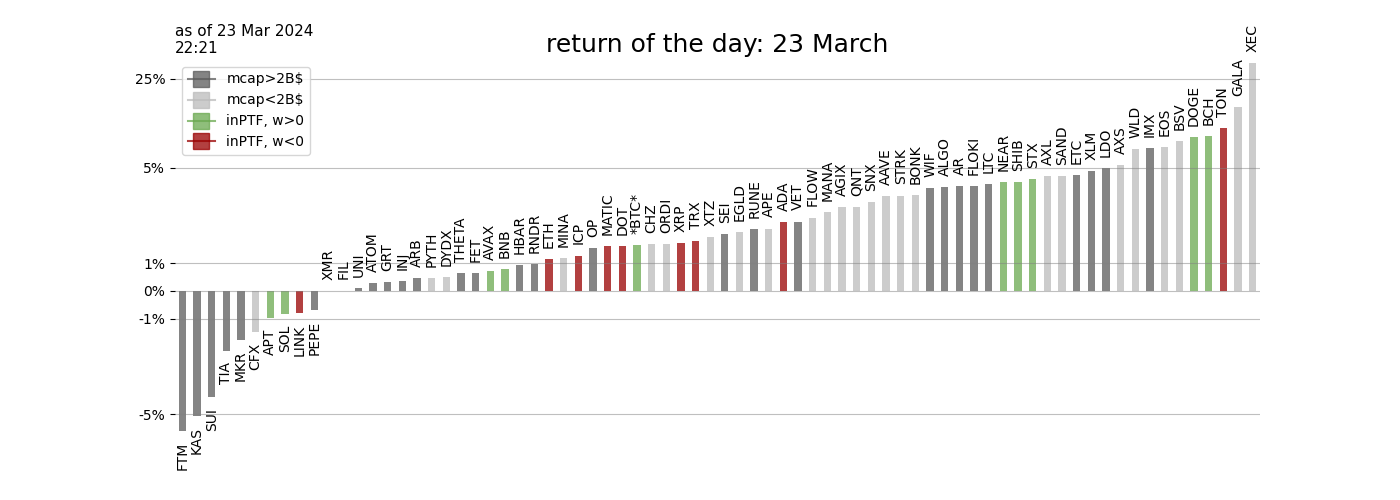 as of 23 Mar 2024
22:21
return of the day: 23 March
mcap>2B$
mcap<2B$
inPTF, w>0
inPTF, w<0
25%
5%
1%
0%
-1%
-5%
FTM
KAS
SUI
TIA
MKR
CFX
APT
SOL
LINK
PEPE
XMR
FIL
UNI
ATOM
GRT
INJ
ARB
PYTH
DYDX
THETA
FET
AVAX
BNB
HBAR
RNDR
ETH
MINA
ICP
OP
MATIC
DOT
*BTC*
CHZ
ORDI
XRP
TRX
XTZ
SEI
EGLD
RUNE
APE
ADA
VET
FLOW
MANA
AGIX
QNT
SNX
AAVE
STRK
BONK
WIF
ALGO
AR
FLOKI
LTC
NEAR
SHIB
STX
AXL
SAND
ETC
XLM
LDO
AXS
WLD
IMX
EOS
BSV
DOGE
BCH
TON
GALA
XEC